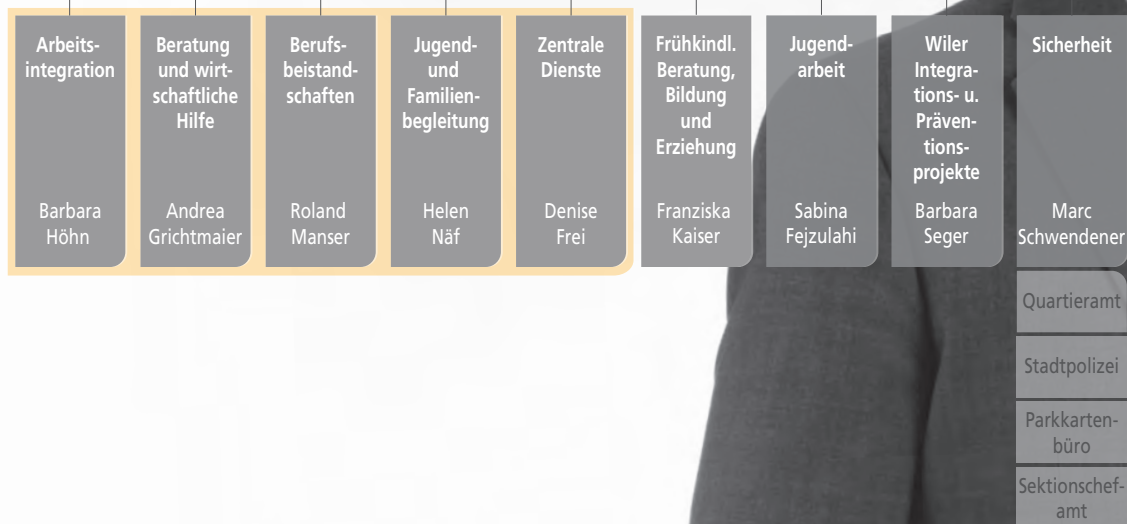 Arbeits-
integration
Barbara
Höhn
Beratung
und wirt-
schaftliche
Hilfe
Andrea
Grichtmaier
Berufs-
beistand-
schaften
Roland
Manser
Jugend-
und
Familien-
begleitung
Helen
Näf
Zentrale
Dienste
Denise
Frei
Frühkindl.
Beratung,
Bildung
und
Erziehung
Franziska
Kaiser
Jugend-
arbeit
Sabina
Fejzulahi
Wiler
Integra-
tions- u.
Präven-
tions-
projekte
Barbara
Seger
Sicherheit
Marc
Schwendener
Quartieramt
Stadtpolizei
Parkkarten-
büro
Sektionschef-
amt